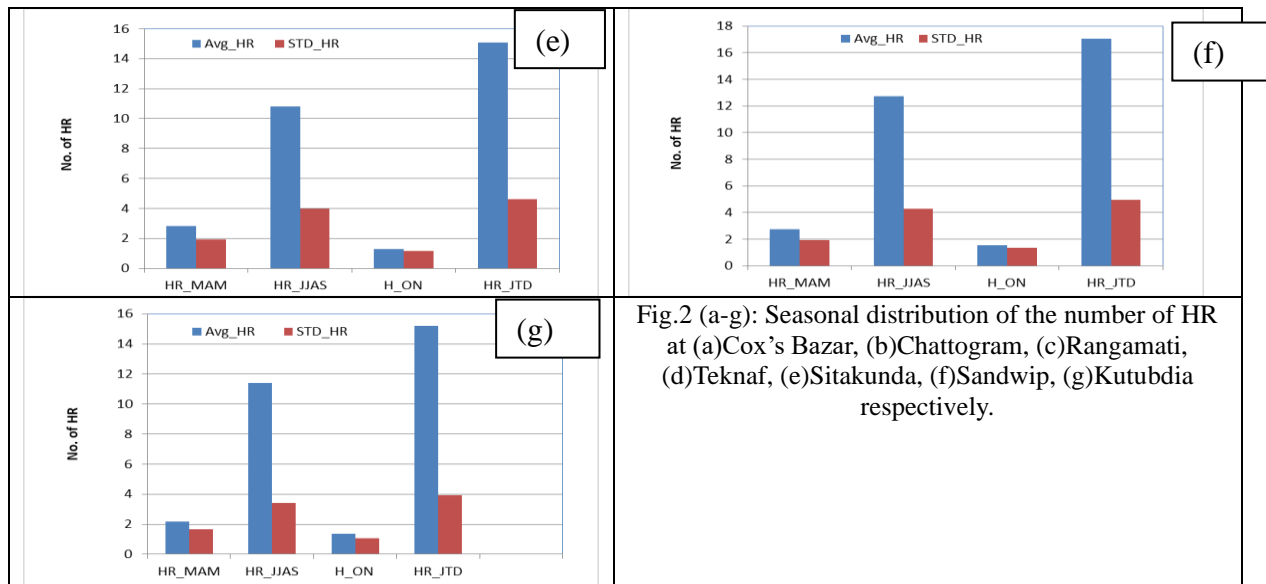 (e)
Avg_HR STD_HR
No. of HR
16
14
12
10
8
6
4
2
0
HR_MAM HR_JJAS H_ON HR_JTD
(f)
Avg_HR STD_HR
No. of HR
18
16
14
12
10
8
6
4
2
0
HR_MAM HR_JJAS H_ON HR_JTD
(g)
Avg_HR STD_HR
No. of HR
16
14
12
10
8
6
4
2
0
HR_MAM HR_JJAS H_ON HR_JTD
Fig.2 (a-g): Seasonal distribution of the number of HR
at (a)Cox’s Bazar, (b)Chattogram, (c)Rangamati,
(d)Teknaf, (e)Sitakunda, (f)Sandwip, (g)Kutubdia
respectively.